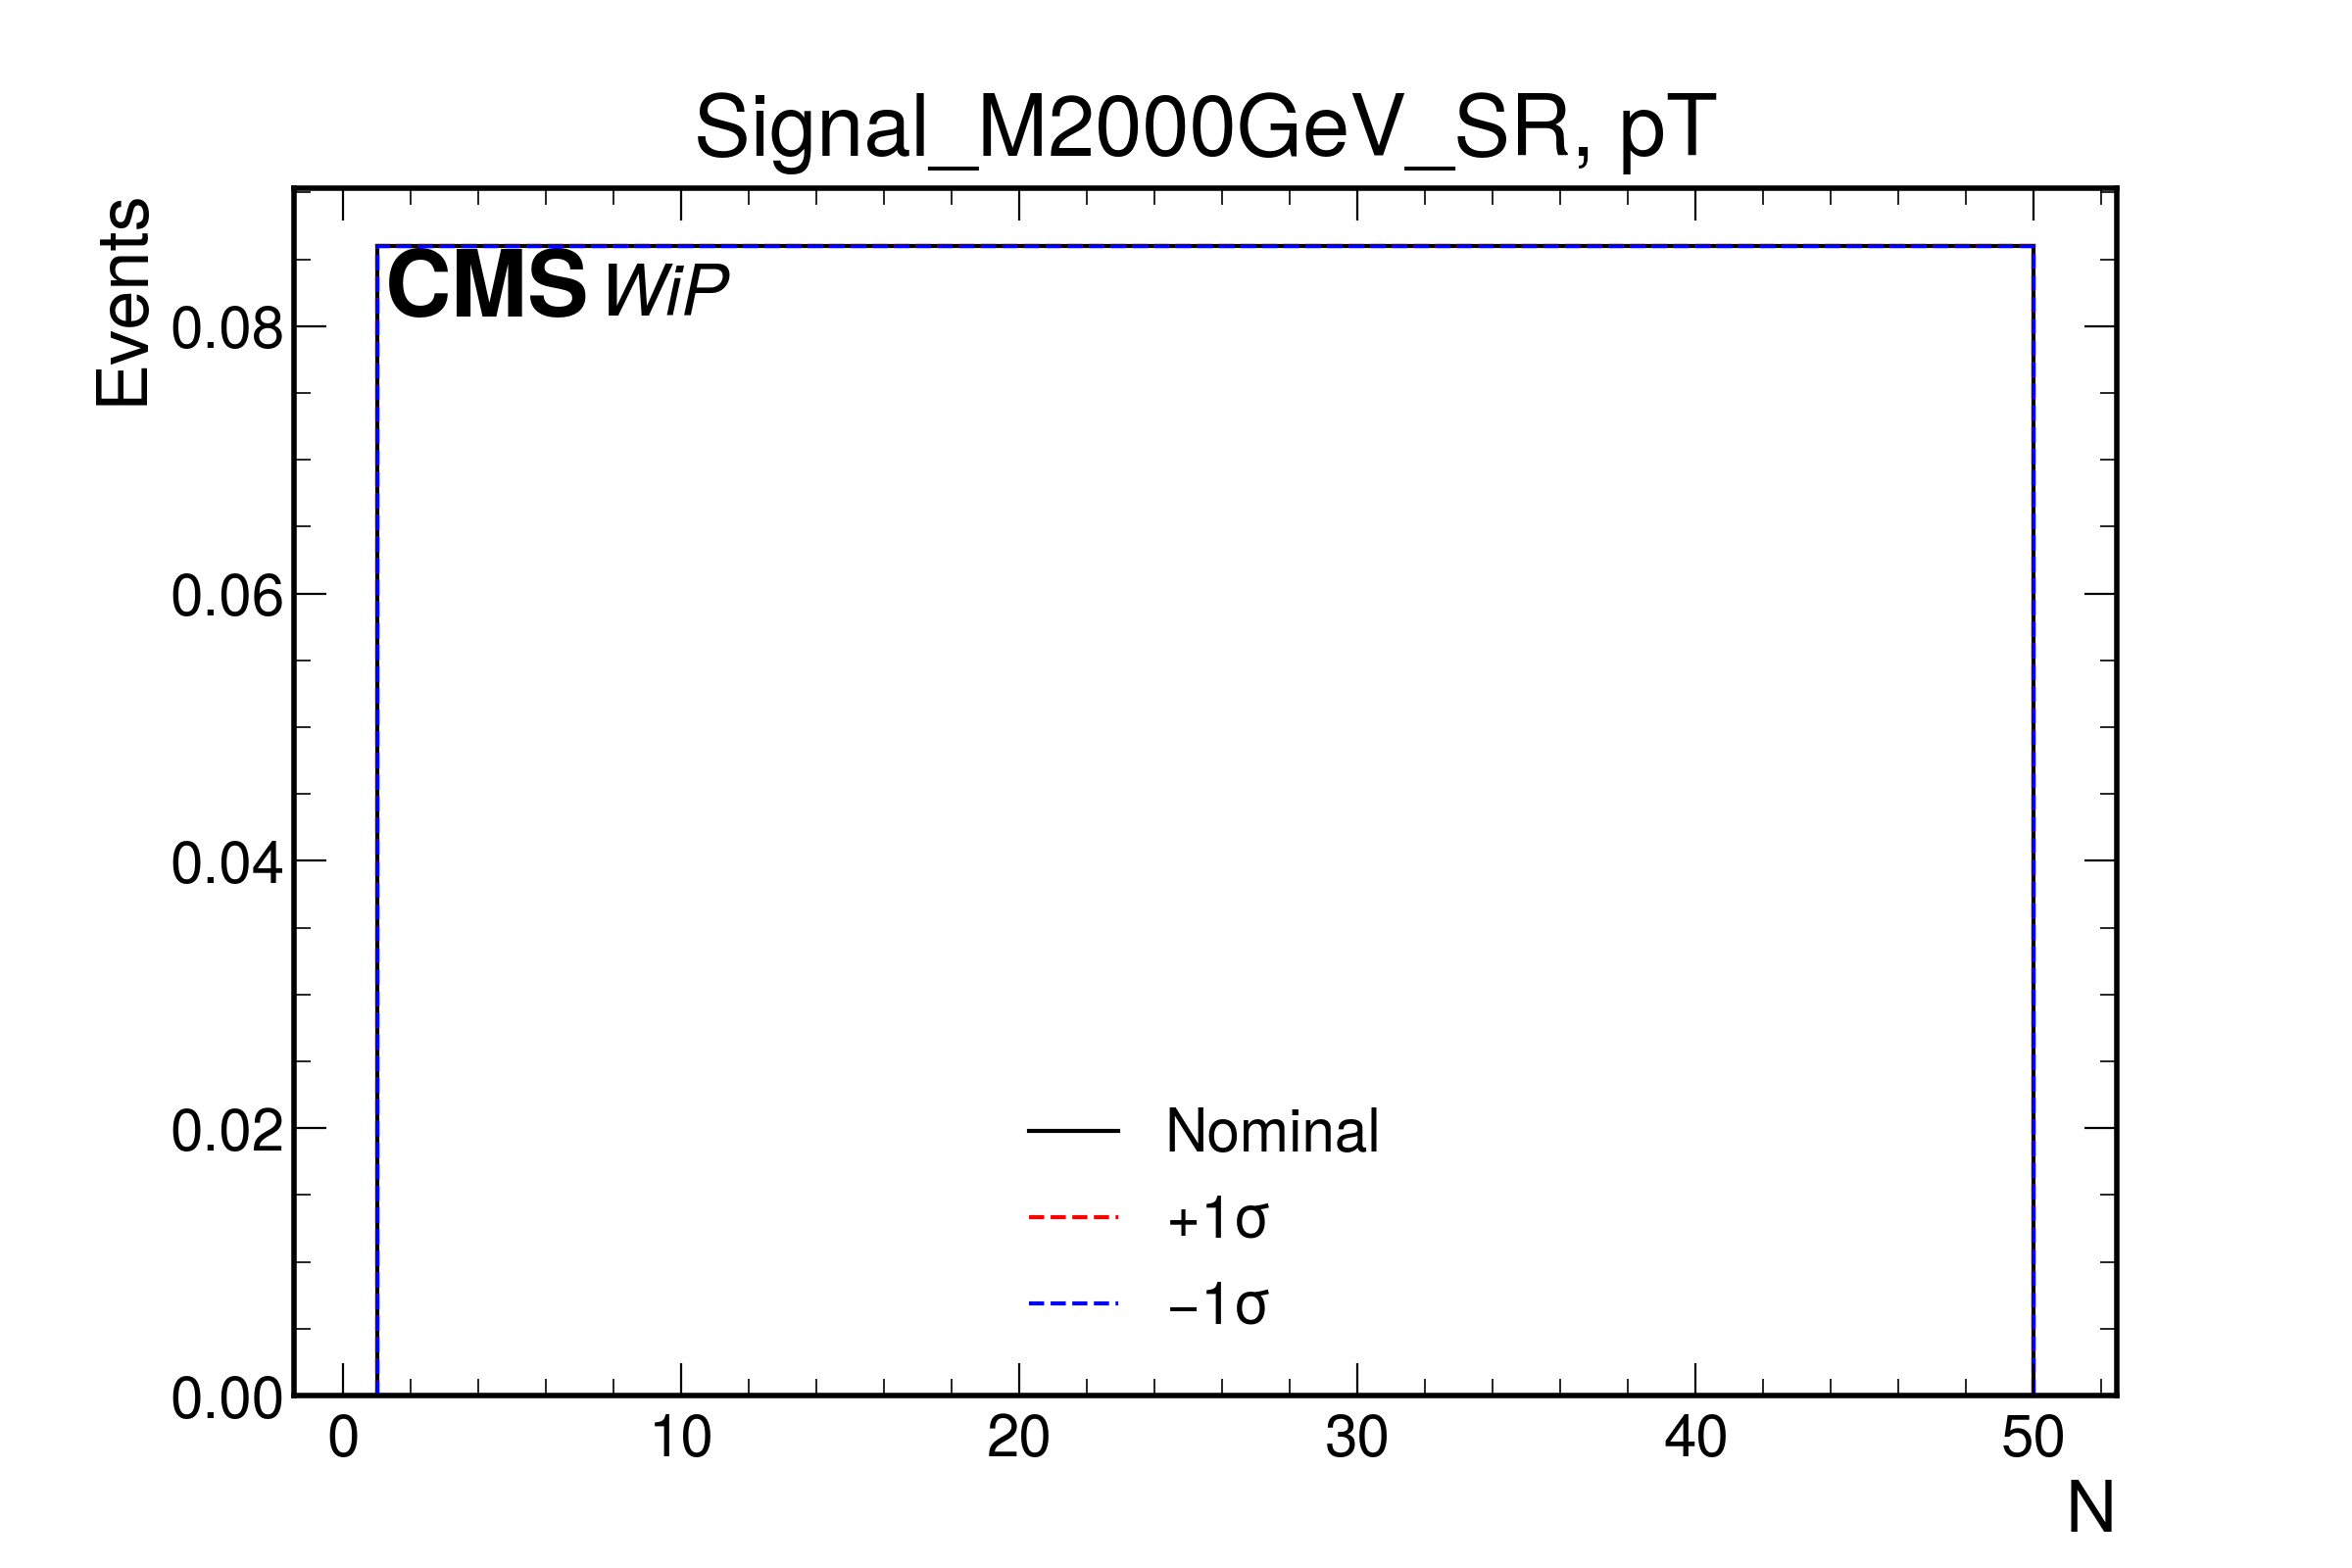 Signal_M2000GeV_SR, pT
Events
CMS WiP
0.08
0.06
0.04
0.02
0.00
Nominal
+1σ
−1σ
0 10 20 30 40 50
N